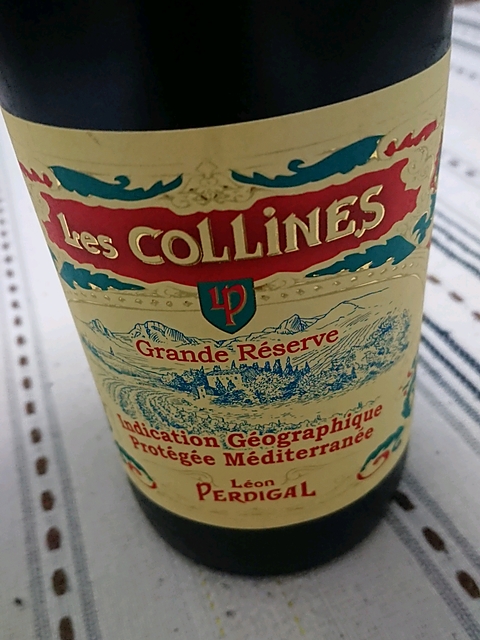 Les COLLiNES
LP
Grande Réserve
Indication Géographique
Protégée Méditerranée
Léon
PERDIGAL